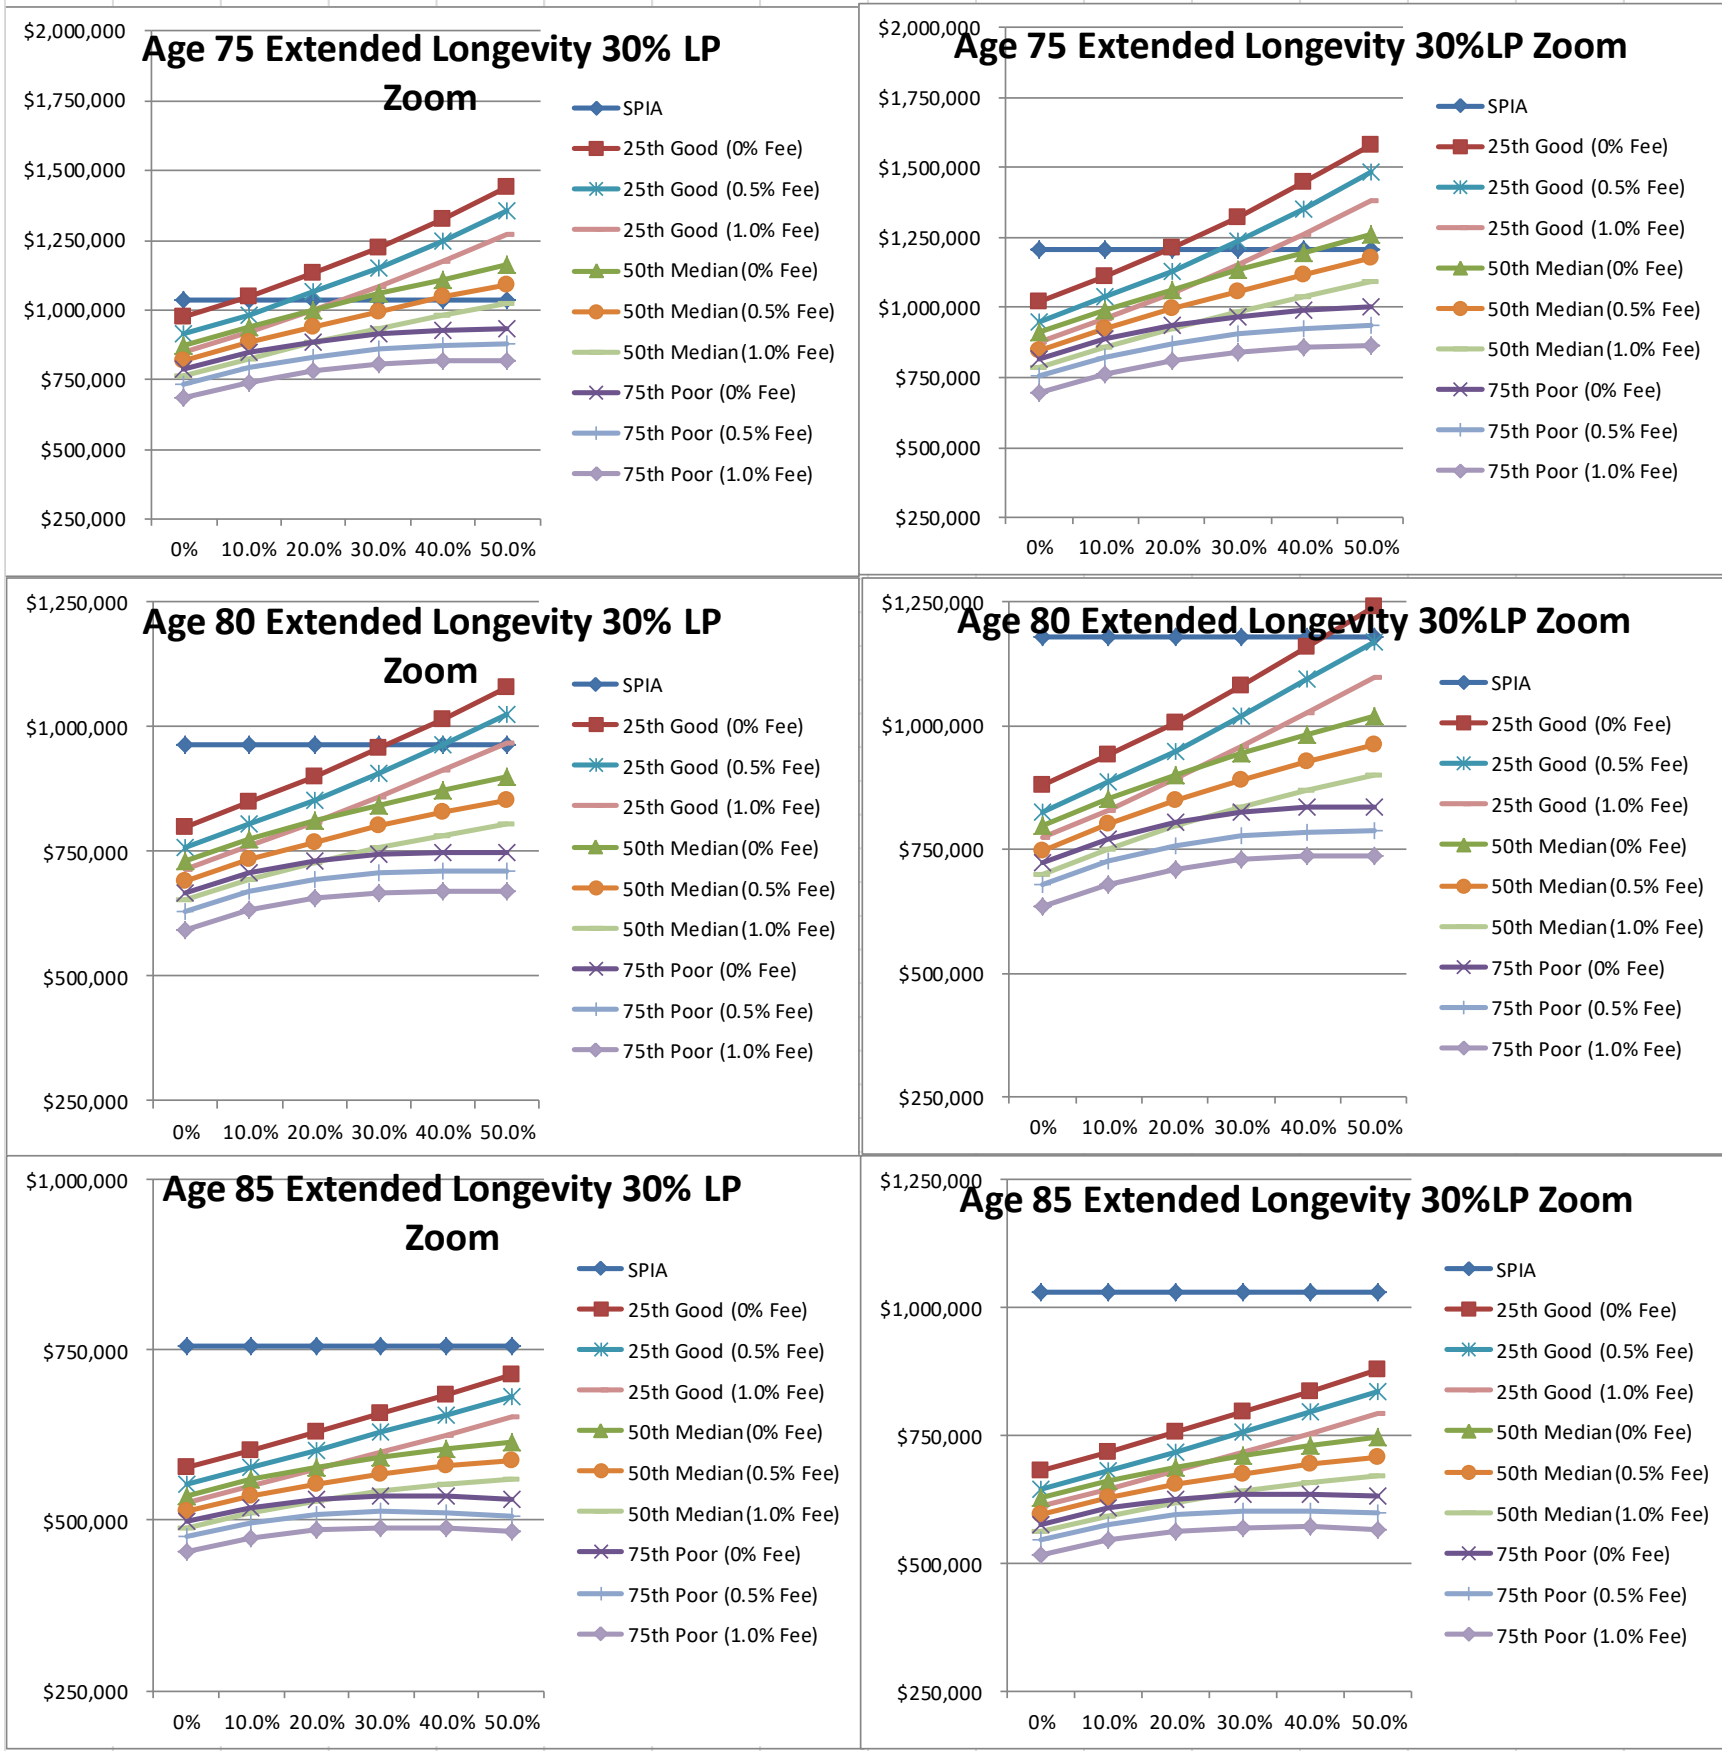 Age 75 Extended Longevity 30% LP
Zoom
$2,000,000
$1,750,000
$1,500,000
$1,250,000
$1,000,000
$750,000
$500,000
$250,000
0% 10.0% 20.0% 30.0% 40.0% 50.0%
SPIA
25th Good (0% Fee)
25th Good (0.5% Fee)
25th Good (1.0% Fee)
50th Median (0% Fee)
50th Median (0.5% Fee)
50th Median (1.0% Fee)
75th Poor (0% Fee)
75th Poor (0.5% Fee)
75th Poor (1.0% Fee)
Age 75 Extended Longevity 30%LP Zoom
$2,000,000
$1,750,000
$1,500,000
$1,250,000
$1,000,000
$750,000
$500,000
$250,000
0% 10.0% 20.0% 30.0% 40.0% 50.0%
SPIA
25th Good (0% Fee)
25th Good (0.5% Fee)
25th Good (1.0% Fee)
50th Median (0% Fee)
50th Median (0.5% Fee)
50th Median (1.0% Fee)
75th Poor (0% Fee)
75th Poor (0.5% Fee)
75th Poor (1.0% Fee)
Age 80 Extended Longevity 30% LP
Zoom
$1,250,000
$1,000,000
$750,000
$500,000
$250,000
0% 10.0% 20.0% 30.0% 40.0% 50.0%
SPIA
25th Good (0% Fee)
25th Good (0.5% Fee)
25th Good (1.0% Fee)
50th Median (0% Fee)
50th Median (0.5% Fee)
50th Median (1.0% Fee)
75th Poor (0% Fee)
75th Poor (0.5% Fee)
75th Poor (1.0% Fee)
Age 80 Extended Longevity 30%LP Zoom
$1,250,000
$1,000,000
$750,000
$500,000
$250,000
0% 10.0% 20.0% 30.0% 40.0% 50.0%
SPIA
25th Good (0% Fee)
25th Good (0.5% Fee)
25th Good (1.0% Fee)
50th Median (0% Fee)
50th Median (0.5% Fee)
50th Median (1.0% Fee)
75th Poor (0% Fee)
75th Poor (0.5% Fee)
75th Poor (1.0% Fee)
Age 85 Extended Longevity 30% LP
Zoom
$1,000,000
$750,000
$500,000
$250,000
0% 10.0% 20.0% 30.0% 40.0% 50.0%
SPIA
25th Good (0% Fee)
25th Good (0.5% Fee)
25th Good (1.0% Fee)
50th Median (0% Fee)
50th Median (0.5% Fee)
50th Median (1.0% Fee)
75th Poor (0% Fee)
75th Poor (0.5% Fee)
75th Poor (1.0% Fee)
Age 85 Extended Longevity 30%LP Zoom
$1,250,000
$1,000,000
$750,000
$500,000
$250,000
0% 10.0% 20.0% 30.0% 40.0% 50.0%
SPIA
25th Good (0% Fee)
25th Good (0.5% Fee)
25th Good (1.0% Fee)
50th Median (0% Fee)
50th Median (0.5% Fee)
50th Median (1.0% Fee)
75th Poor (0% Fee)
75th Poor (0.5% Fee)
75th Poor (1.0% Fee)